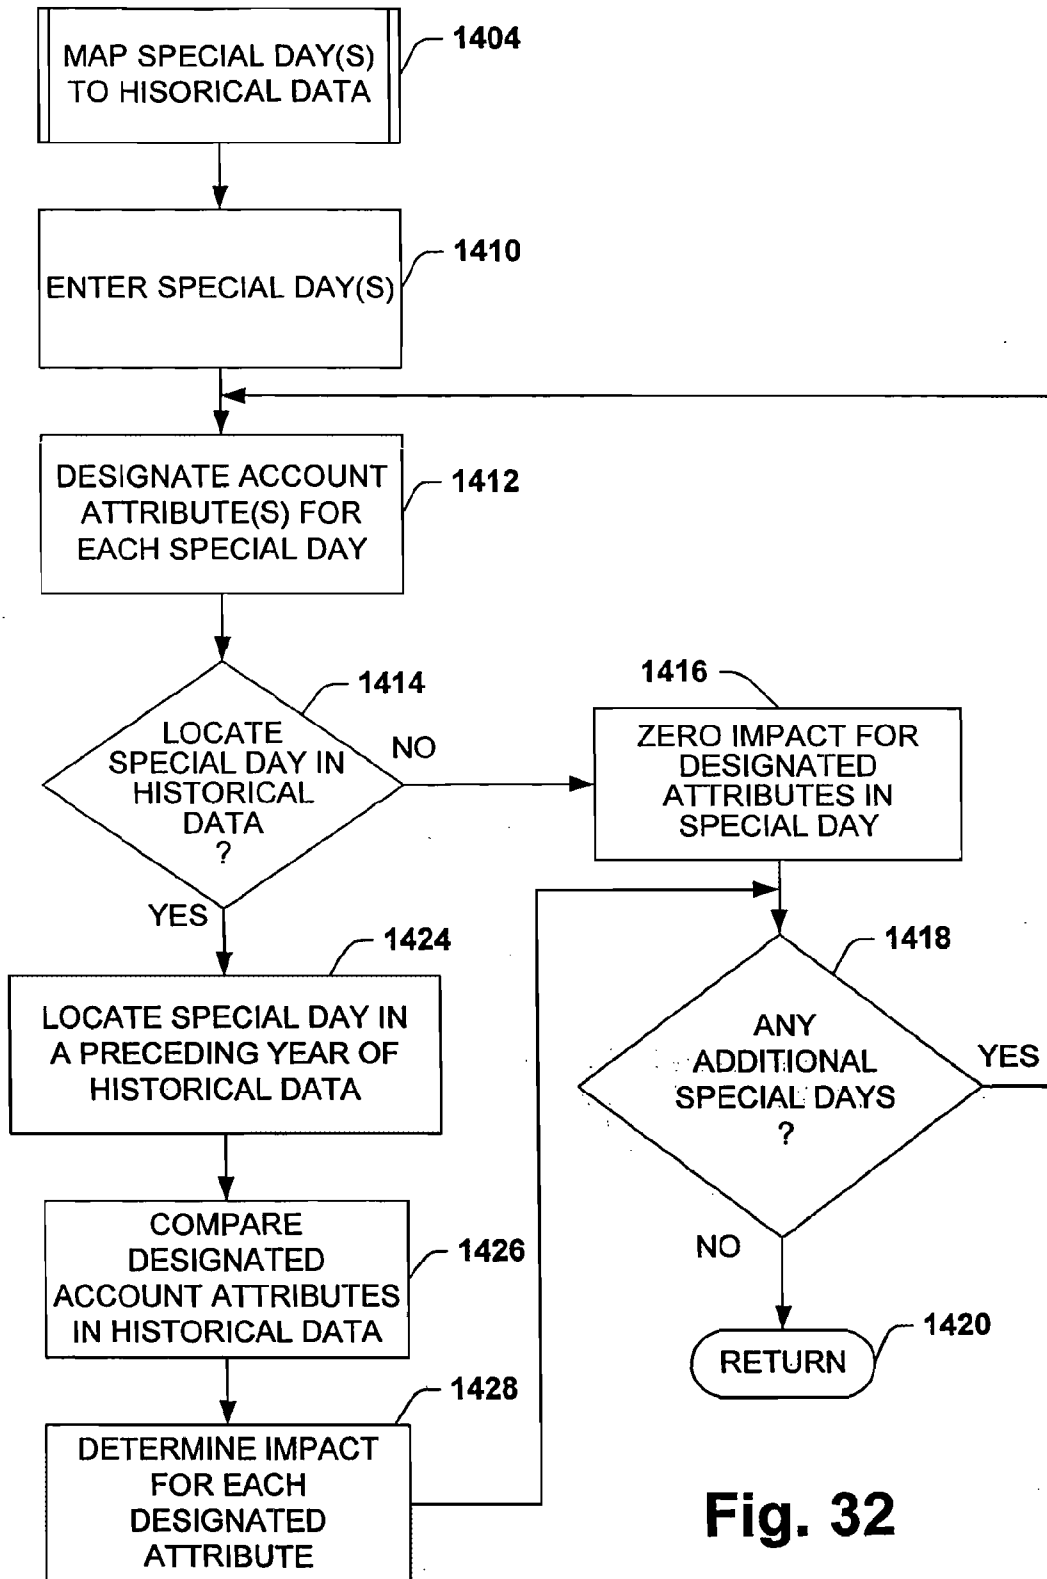 MAP SPECIAL DAY(S)
TO HISORICAL DATA
1404
ENTER SPECIAL DAY(S)
1410
DESIGNATE ACCOUNT
ATTRIBUTE(S) FOR
EACH SPECIAL DAY
1412
LOCATE
SPECIAL DAY IN
HISTORICAL
DATA
?
1414
NO
YES
1416
ZERO IMPACT FOR
DESIGNATED
ATTRIBUTES IN
SPECIAL DAY
1424
LOCATE SPECIAL DAY IN
A PRECEDING YEAR OF
HISTORICAL DATA
1418
ANY
ADDITIONAL
SPECIAL DAYS
?
YES
NO
COMPARE
DESIGNATED
ACCOUNT ATTRIBUTES
IN HISTORICAL DATA
1426
1420
RETURN
1428
DETERMINE IMPACT
FOR EACH
DESIGNATED
ATTRIBUTE
Fig. 32